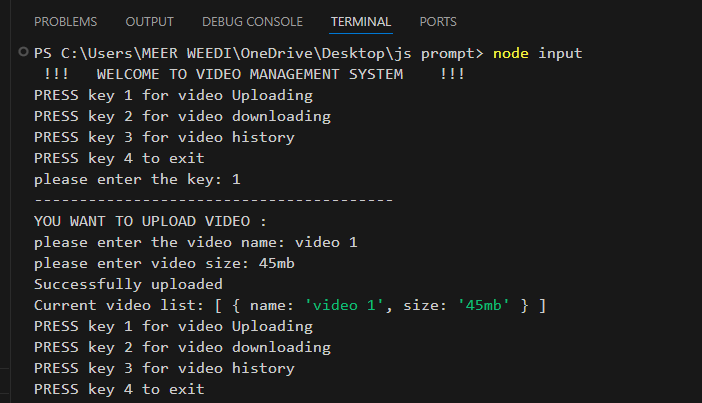 PROBLEMS OUTPUT DEBUG CONSOLE TERMINAL PORTS
PS C:\Users\MEER WEEDI\OneDrive\Desktop\js prompt> node input
!!! WELCOME TO VIDEO MANAGEMENT SYSTEM !!!
PRESS key 1 for video Uploading
PRESS key 2 for video downloading
PRESS key 3 for video history
PRESS key 4 to exit
please enter the key: 1
----------------------------------------
YOU WANT TO UPLOAD VIDEO :
please enter the video name: video 1
please enter video size: 45mb
Successfully uploaded
Current video list: [ { name: 'video 1', size: '45mb' } ]
PRESS key 1 for video Uploading
PRESS key 2 for video downloading
PRESS key 3 for video history
PRESS key 4 to exit